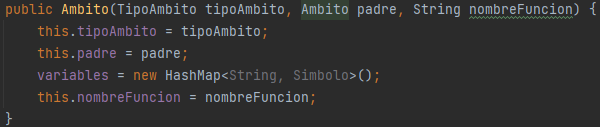 public Ambito(TipoAmbito tipoAmbito, Ambito padre, String nombreFuncion) {
    this.tipoAmbito = tipoAmbito;
    this.padre = padre;
    variables = new HashMap<String, Simbolo>();
    this.nombreFuncion = nombreFuncion;
}